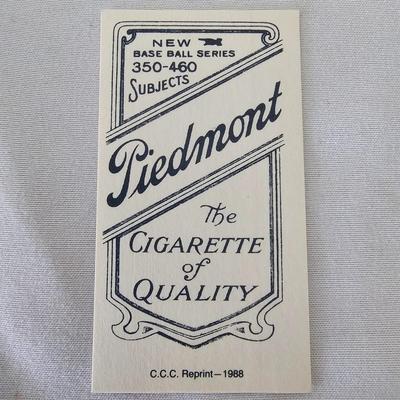 NEW
BASE BALL SERIES
350-460
SUBJECTS
Piedmont
The
CIGARETTE
of
QUALITY
C.C.C. Reprint—1988